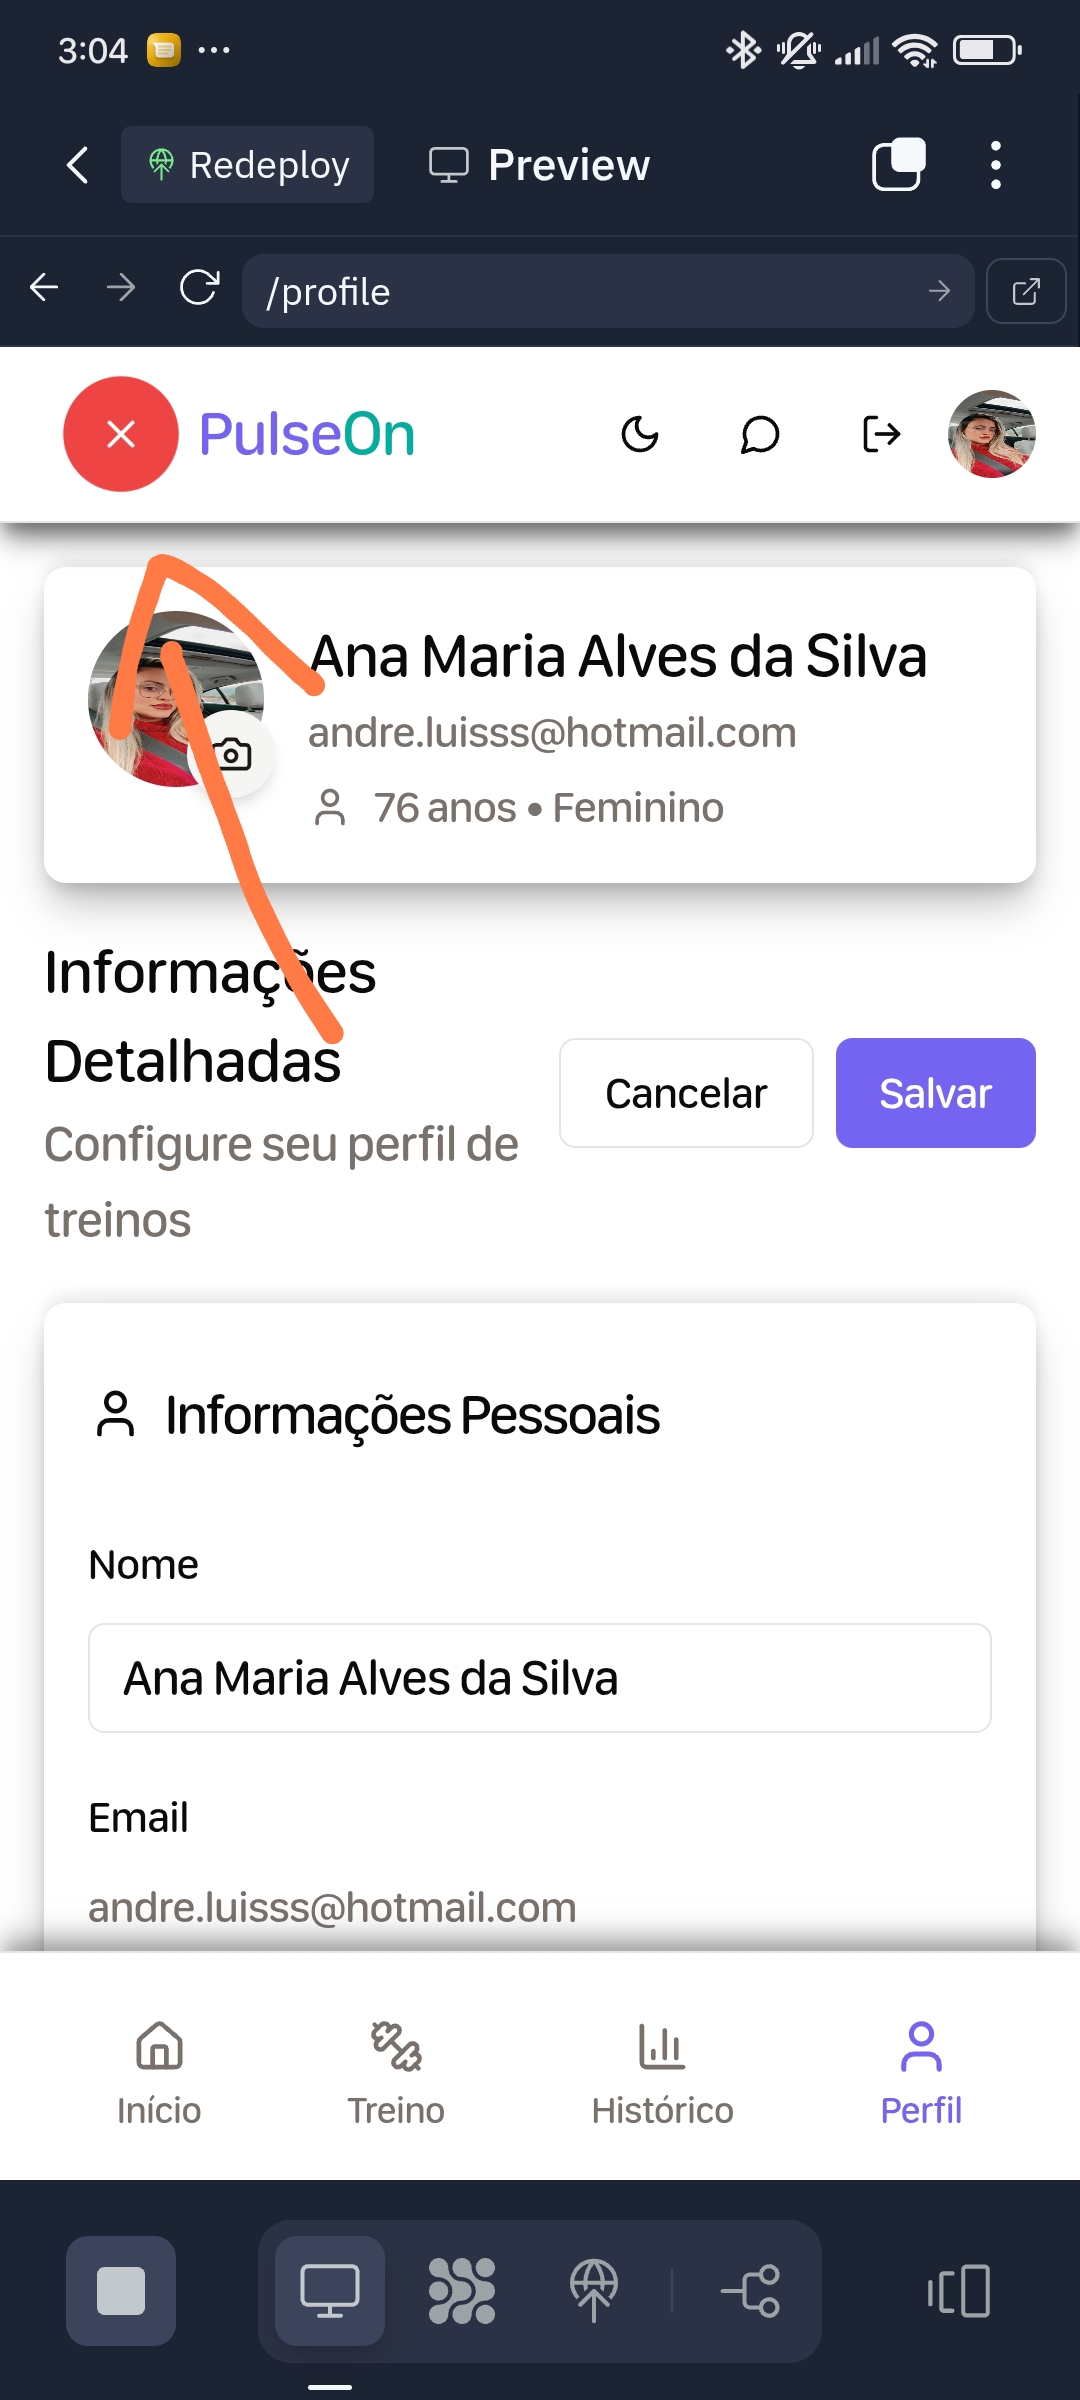 3:04
Redeploy
Preview
/profile
PulseOn
Ana Maria Alves da Silva
andre.luisss@hotmail.com
76 anos • Feminino
Informações
Detalhadas
Cancelar
Salvar
Configure seu perfil de
treinos
Informações Pessoais
Nome
Ana Maria Alves da Silva
Email
andre.luisss@hotmail.com
Início
Treino
Histórico
Perfil